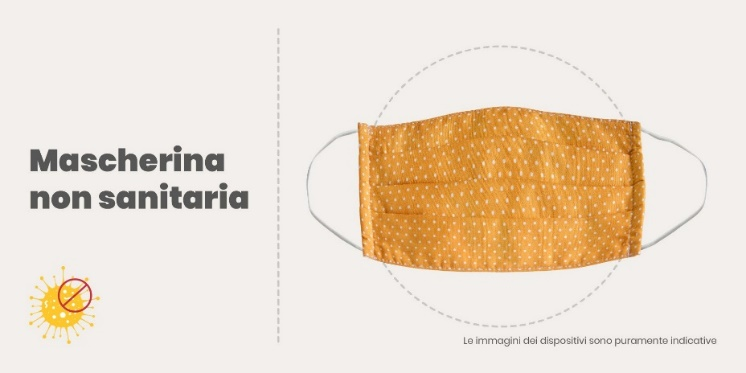 Mascherina
non sanitaria
Le immagini dei dispositivi sono puramente indicative